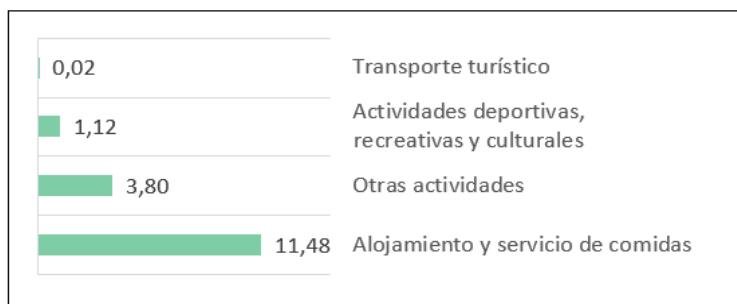 0,02 Transporte turístico
1,12 Actividades deportivas,
recreativas y culturales
3,80 Otras actividades
11,48 Alojamiento y servicio de comidas